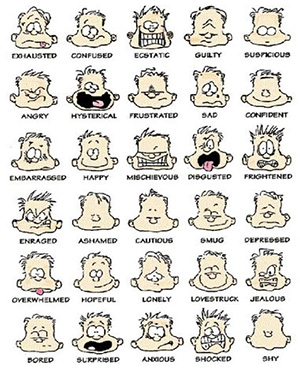 EXHAUSTED CONFUSED ECSTATIC GUILTY SUSPICIOUS
ANGRY HYSTERICAL FRUSTRATED SAD CONFIDENT
EMBARRASSED HAPPY MISCHIEVOUS DISGUSTED FRIGHTENED
ENRAGED ASHAMED CAUTIOUS SMUG DEPRESSED
OVERWHELMED HOPEFUL LONELY LOVESTRUCK JEALOUS
BORED SURPRISED ANXIOUS SHOCKED SHY